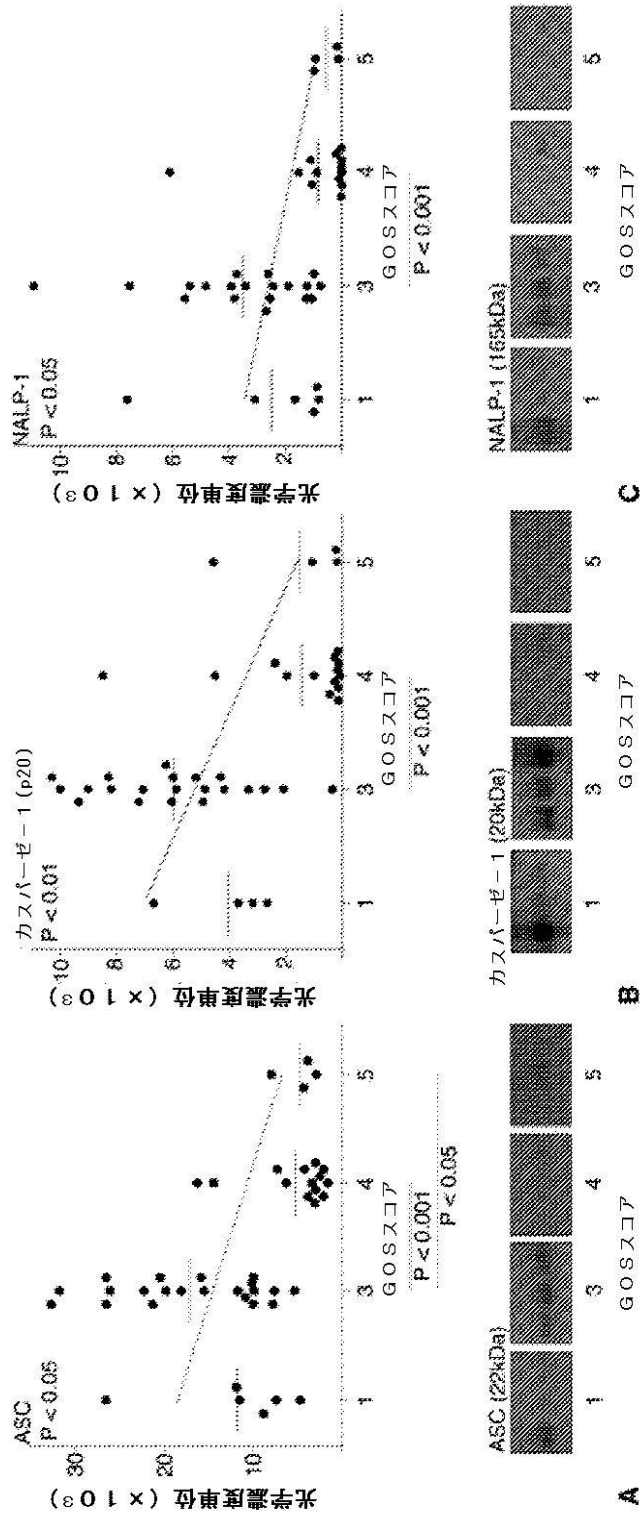 ASC
P < 0.05
光学濃度単位 (×10³)
30
20
10
1
3
4
5
GOSスコア
P < 0.001
P < 0.05
ASC (22kDa)
1
3
4
5
GOSスコア
A
カスパーゼ-1 (p20)
P < 0.01
光学濃度単位 (×10³)
10
8
6
4
2
1
3
4
5
GOSスコア
P < 0.001
カスパーゼ-1 (20kDa)
1
3
4
5
GOSスコア
B
NALP-1
P < 0.05
光学濃度単位 (×10³)
10
8
6
4
2
1
3
4
5
GOSスコア
P < 0.001
NALP-1 (165kDa)
1
3
4
5
GOSスコア
C